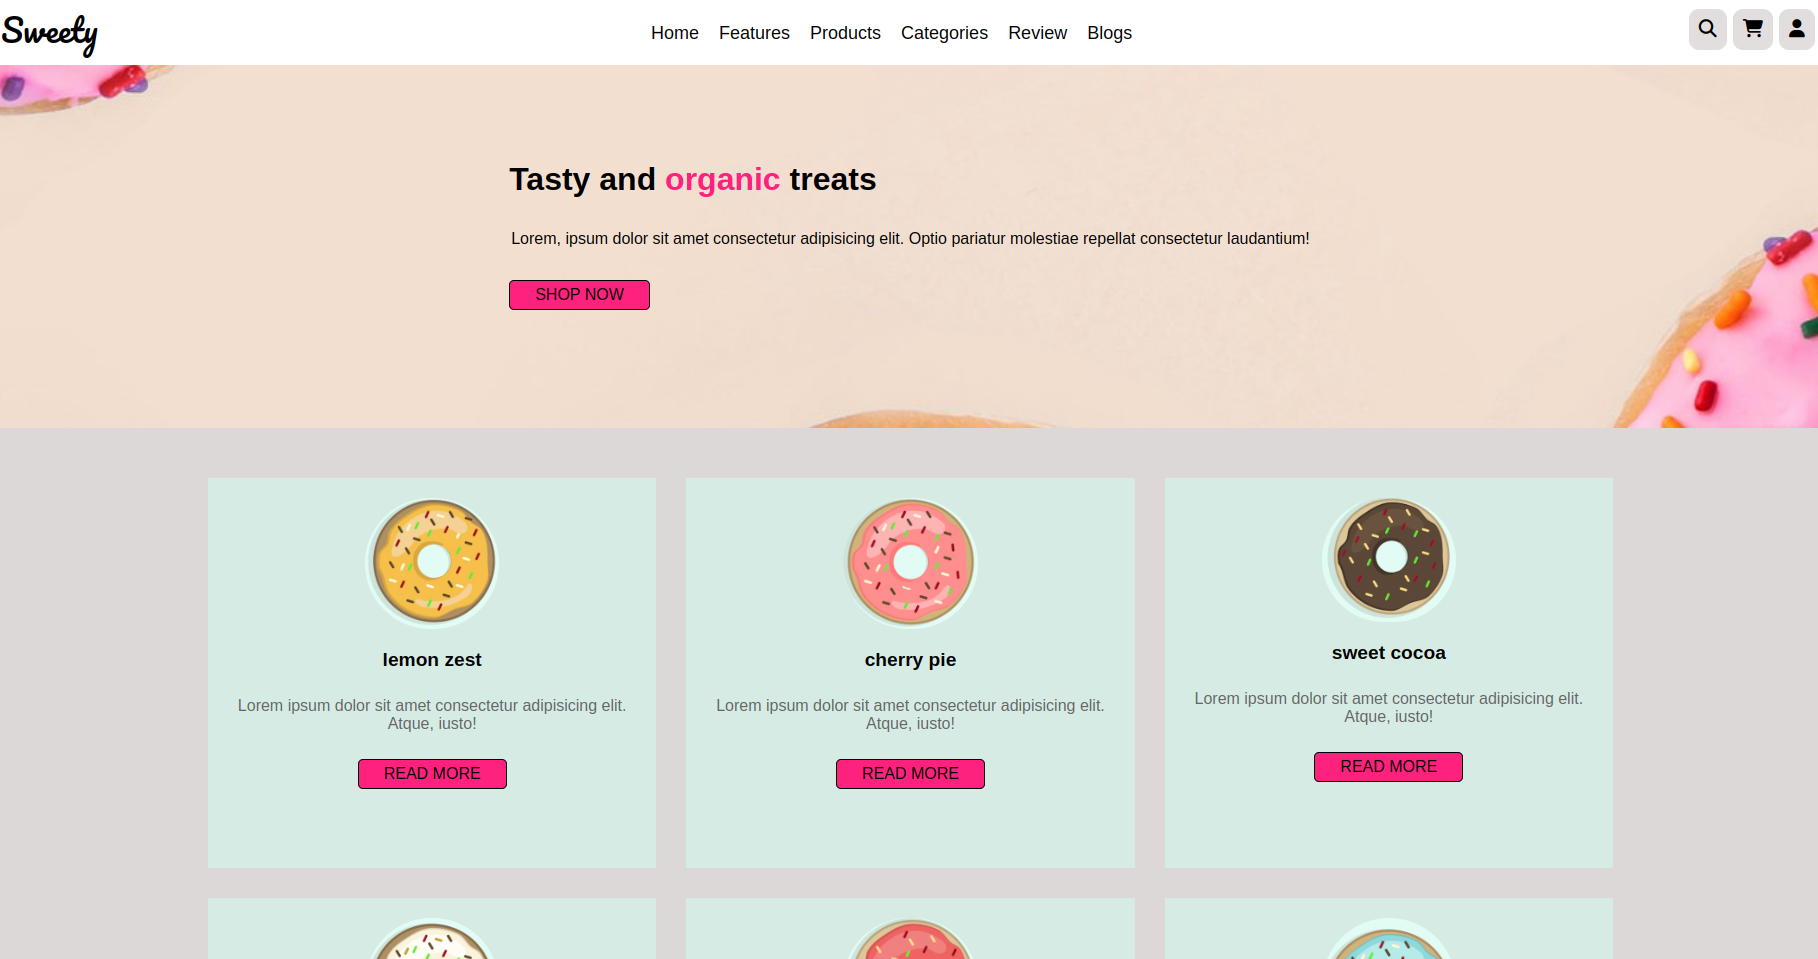 Sweety
Home Features Products Categories Review Blogs
Tasty and organic treats
Lorem, ipsum dolor sit amet consectetur adipisicing elit. Optio pariatur molestiae repellat consectetur laudantium!
SHOP NOW
lemon zest
Lorem ipsum dolor sit amet consectetur adipisicing elit.
Atque, iusto!
READ MORE
cherry pie
Lorem ipsum dolor sit amet consectetur adipisicing elit.
Atque, iusto!
READ MORE
sweet cocoa
Lorem ipsum dolor sit amet consectetur adipisicing elit.
Atque, iusto!
READ MORE